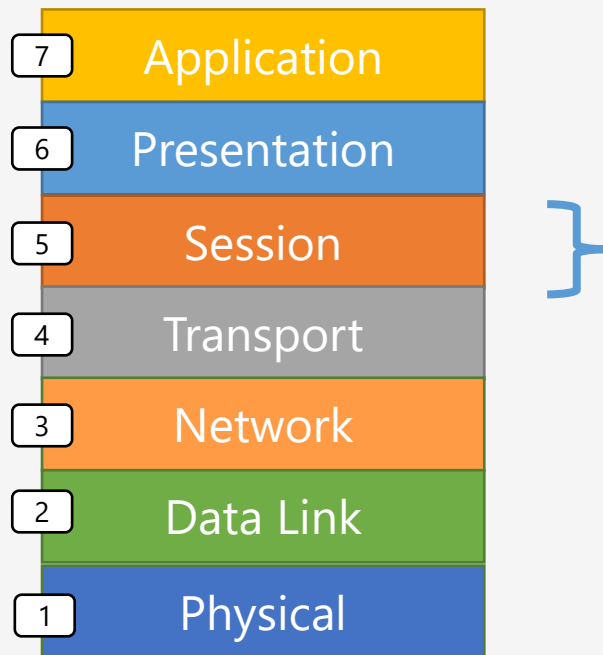 7 Application
6 Presentation
5 Session
4 Transport
3 Network
2 Data Link
1 Physical